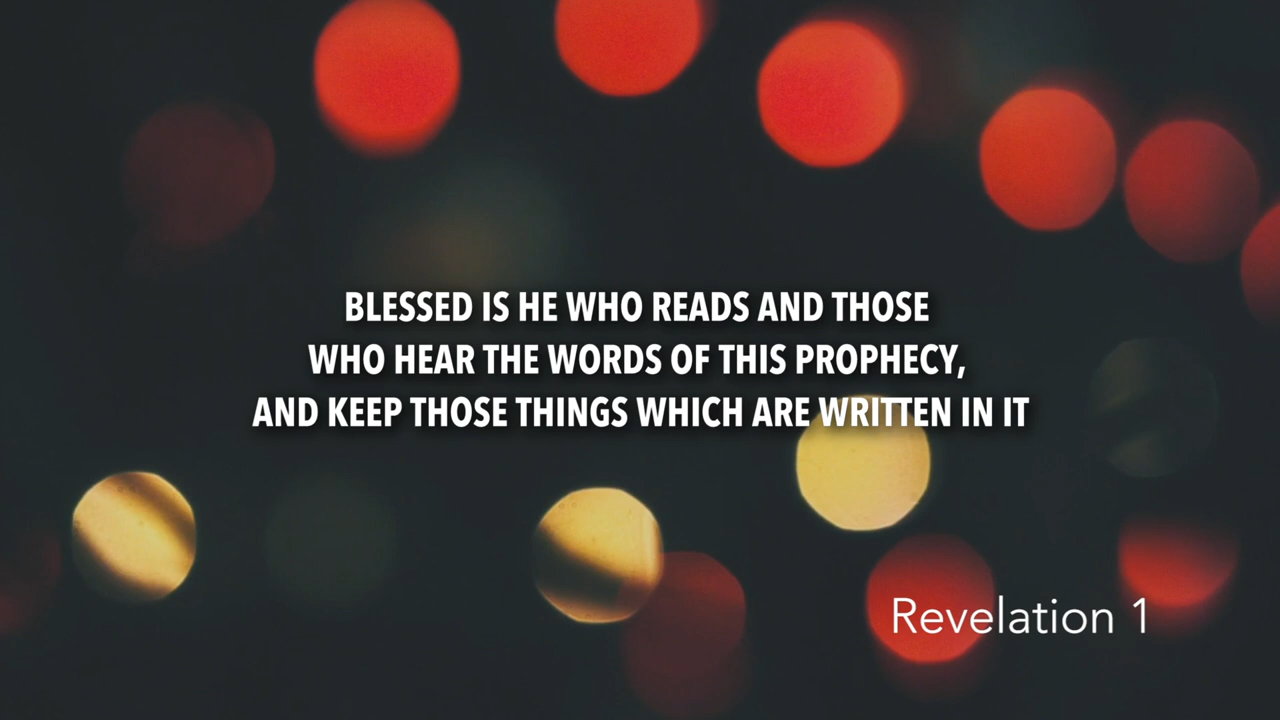 BLESSED IS HE WHO READS AND THOSE
WHO HEAR THE WORDS OF THIS PROPHECY,
AND KEEP THOSE THINGS WHICH ARE WRITTEN IN IT
Revelation 1